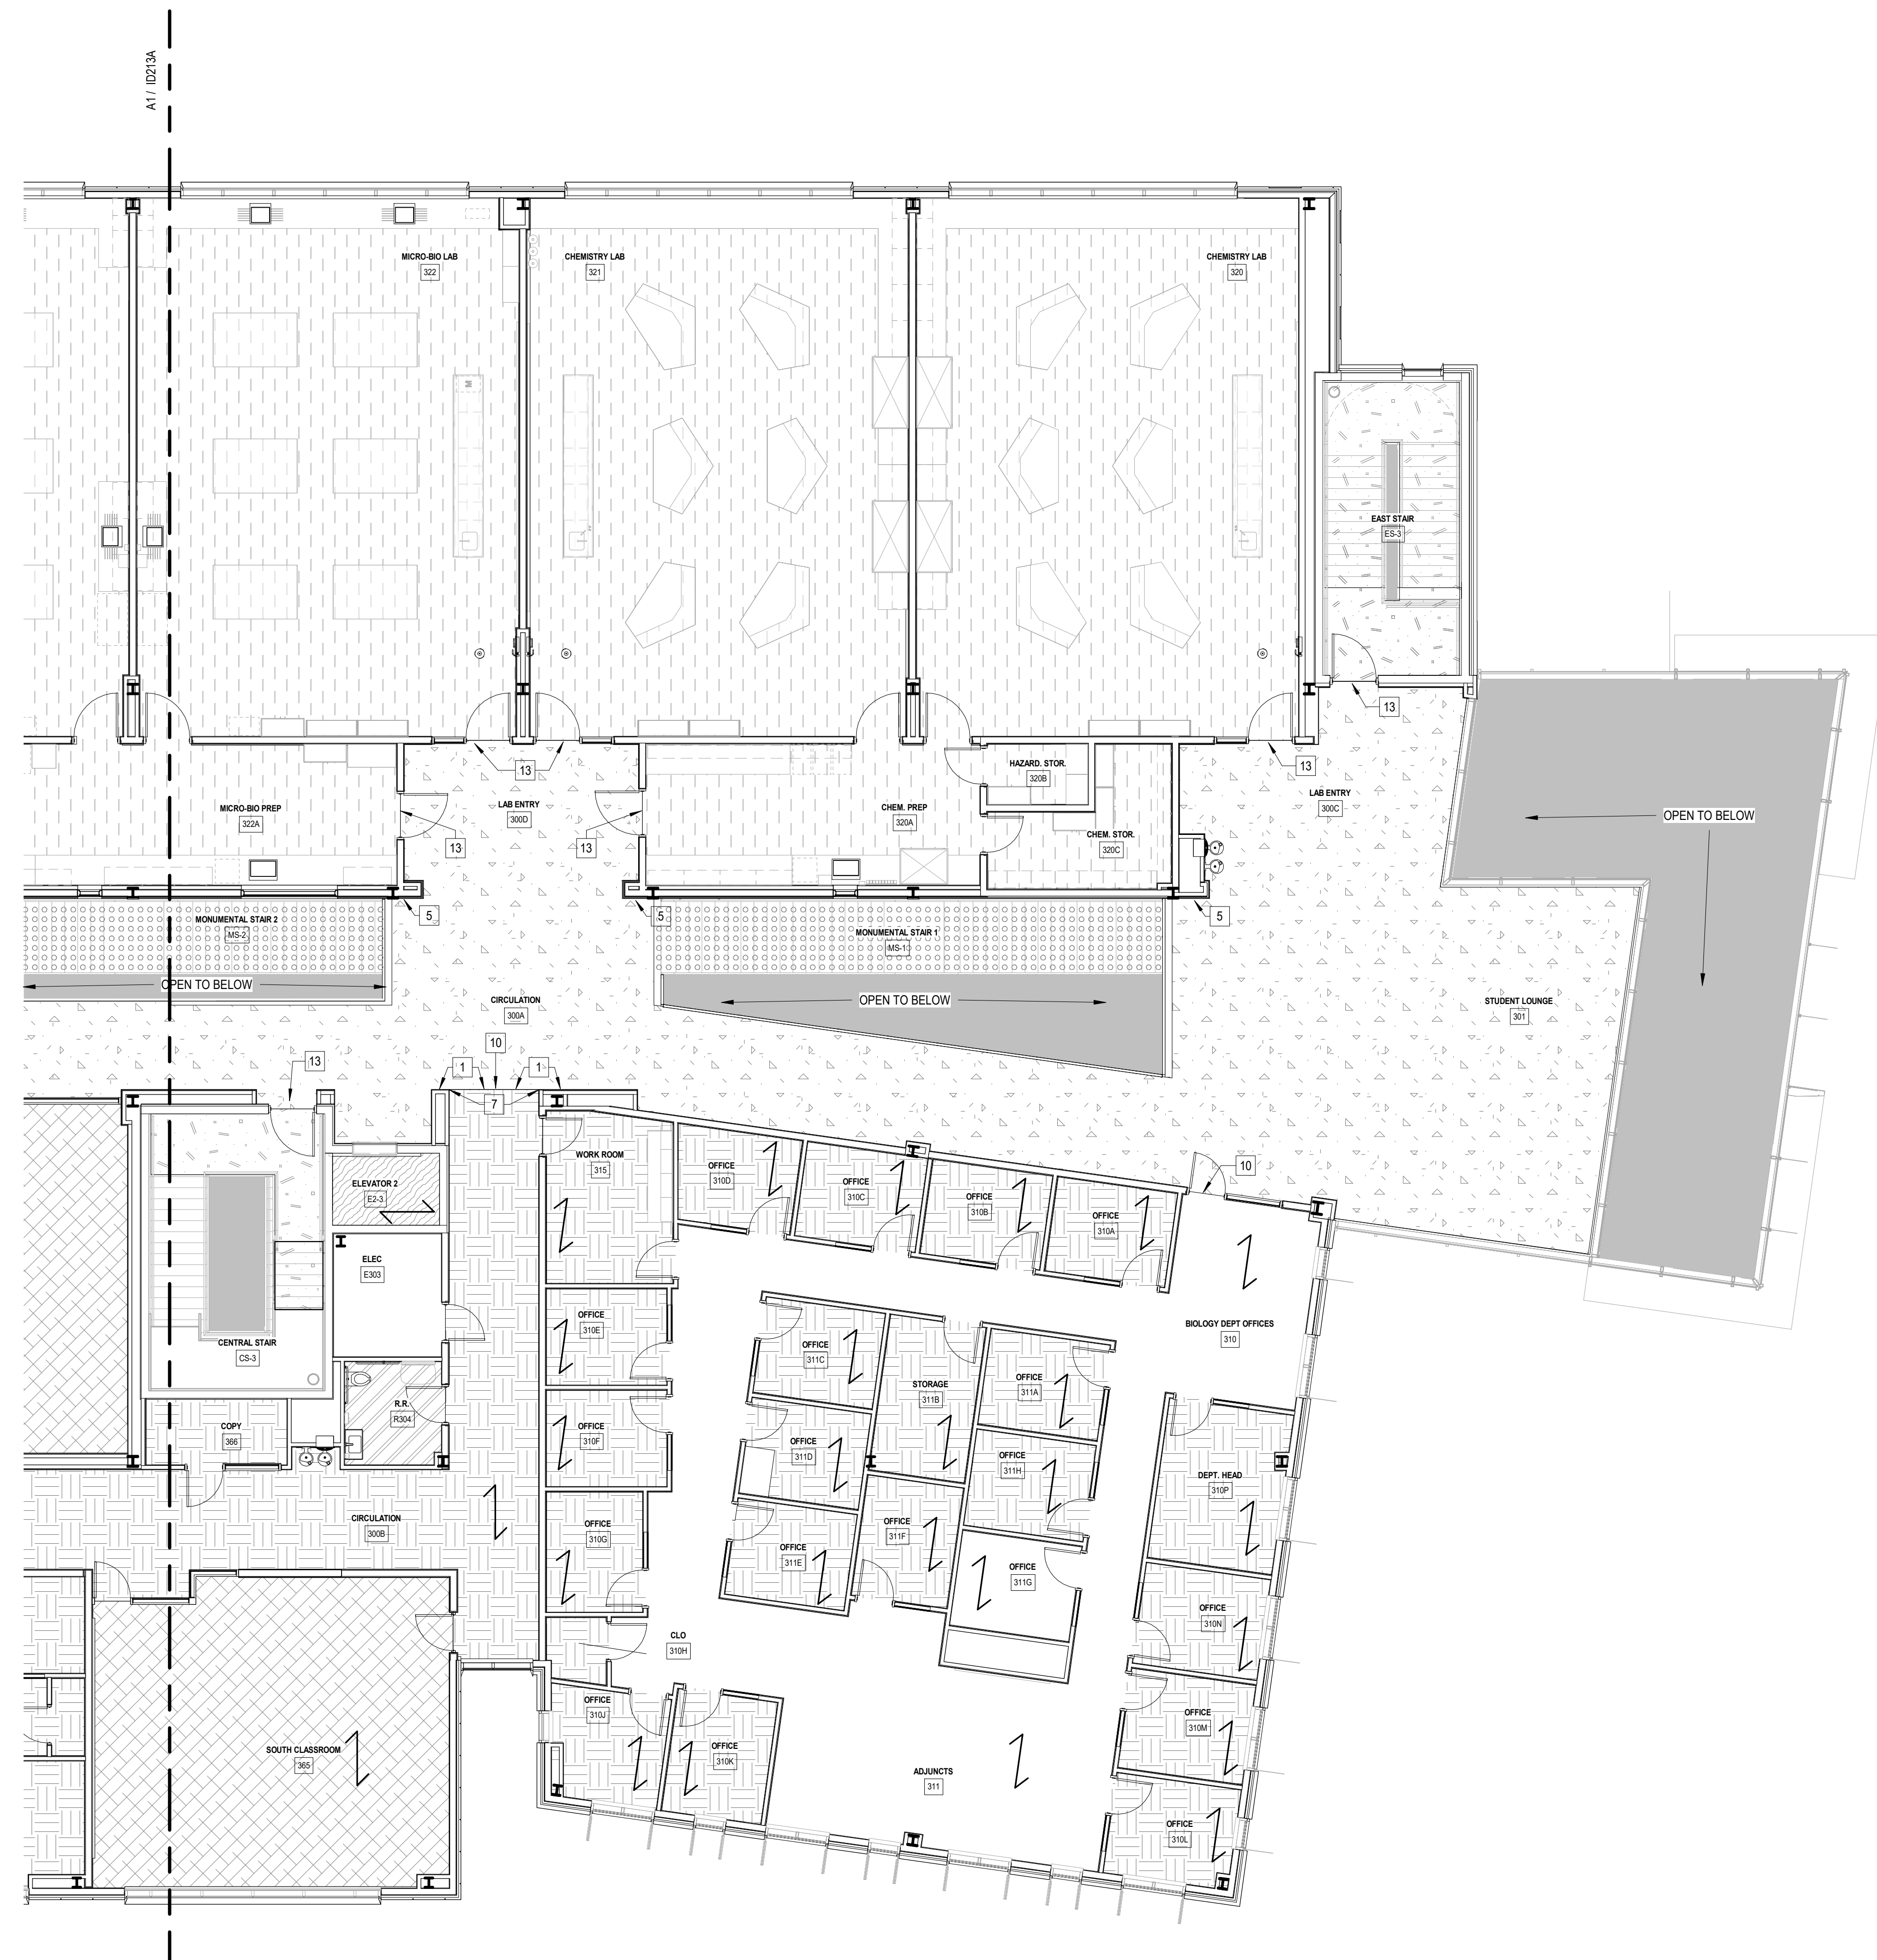 A1 / ID213A
MICRO-BIO LAB
322
CHEMISTRY LAB
321
CHEMISTRY LAB
320
M
EAST STAIR
ES-3
13
13
13
HAZARD. STOR.
320B
MICRO-BIO PREP
322A
LAB ENTRY
300D
CHEM. PREP
320A
LAB ENTRY
300C
OPEN TO BELOW
CHEM. STOR.
320C
13
13
5
5
5
MONUMENTAL STAIR 2
MS-2
MONUMENTAL STAIR 1
MS-1
OPEN TO BELOW
CIRCULATION
300A
OPEN TO BELOW
STUDENT LOUNGE
301
10
13
1
1
7
WORK ROOM
315
OFFICE
310D
OFFICE
310C
OFFICE
310B
OFFICE
310A
10
ELEVATOR 2
E2-3
ELEC
E303
OFFICE
310E
BIOLOGY DEPT OFFICES
310
CENTRAL STAIR
CS-3
OFFICE
311C
STORAGE
311B
OFFICE
311A
R.R.
R304
COPY
366
OFFICE
310F
OFFICE
311D
OFFICE
311H
DEPT. HEAD
310P
CIRCULATION
300B
OFFICE
310G
OFFICE
311F
OFFICE
311E
OFFICE
311G
OFFICE
310N
CLO
310H
OFFICE
310J
OFFICE
310M
SOUTH CLASSROOM
365
OFFICE
310K
ADJUNCTS
311
OFFICE
310L